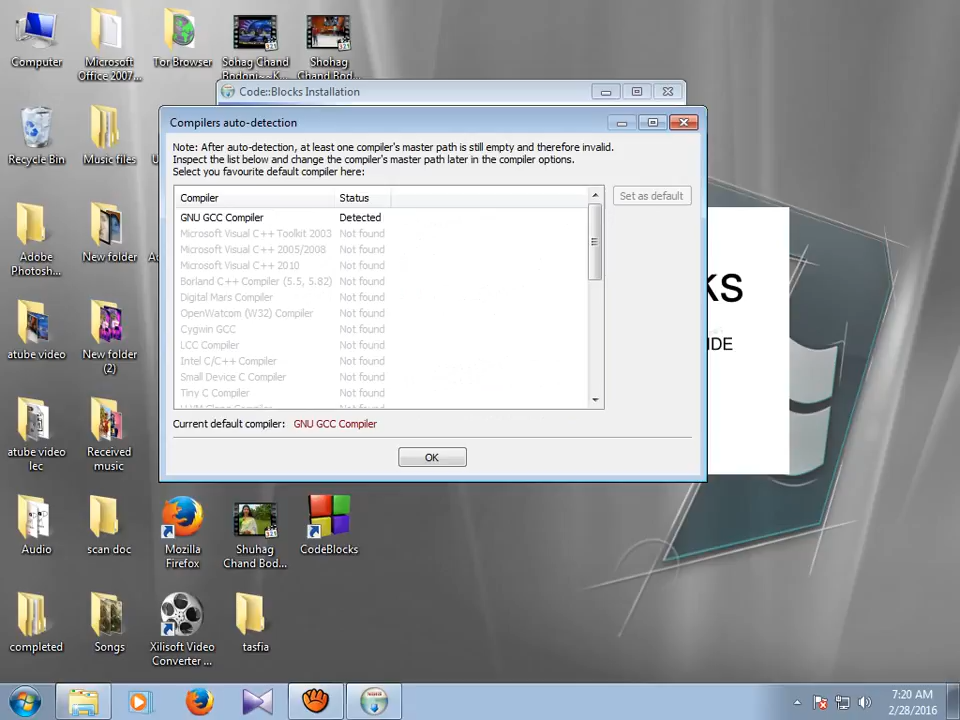 Computer
Microsoft
Office 2007...
Tor Browser
Sohag Chand
Bodoni~~K...
Shohag
Chand Bod...
Code::Blocks Installation
Compilers auto-detection
Note: After auto-detection, at least one compiler's master path is still empty and therefore invalid.
Inspect the list below and change the compiler's master path later in the compiler options.
Select you favourite default compiler here:
Compiler Status
Set as default
GNU GCC Compiler Detected
Microsoft Visual C++ Toolkit 2003 Not found
Microsoft Visual C++ 2005/2008 Not found
Microsoft Visual C++ 2010 Not found
Borland C++ Compiler (5.5, 5.82) Not found
Digital Mars Compiler Not found
OpenWatcom (W32) Compiler Not found
Cygwin GCC Not found
LCC Compiler Not found
Intel C/C++ Compiler Not found
Small Device C Compiler Not found
Tiny C Compiler Not found
Current default compiler: GNU GCC Compiler
OK
KS
IDE
Recycle Bin
Music files
Adobe
Photosh...
New folder
atube video
New folder
(2)
atube video
lec
Received
music
Audio
scan doc
Mozilla
Firefox
Shuhag
Chand Bod...
CodeBlocks
completed
Songs
Xilisoft Video
Converter ...
tasfia
7:20 AM
2/28/2016